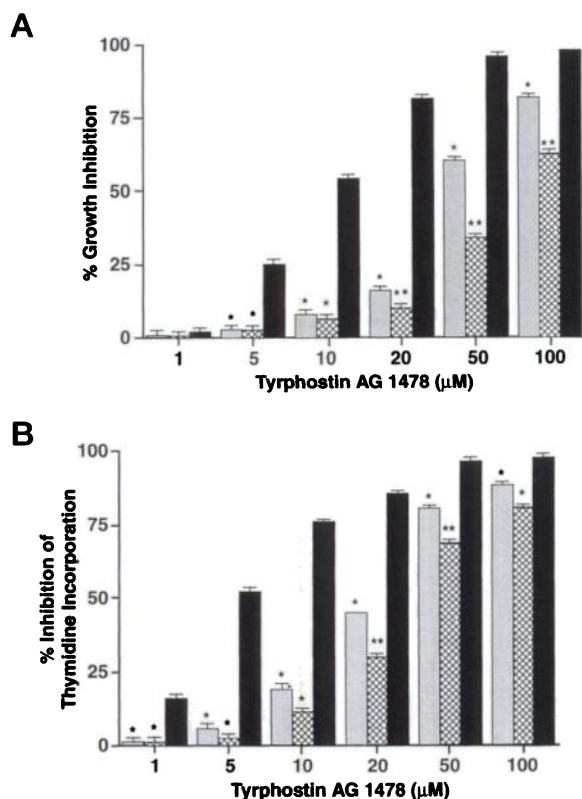 A
100
75
50
25
0
% Growth Inhibition
* * * * * ** * ** * **
1 5 10 20 50 100
Tyrphostin AG 1478 (μM)
B
100
75
50
25
0
% Inhibition of
Thymidine Incorporation
* * * * * * * ** * ** * *
1 5 10 20 50 100
Tyrphostin AG 1478 (μM)